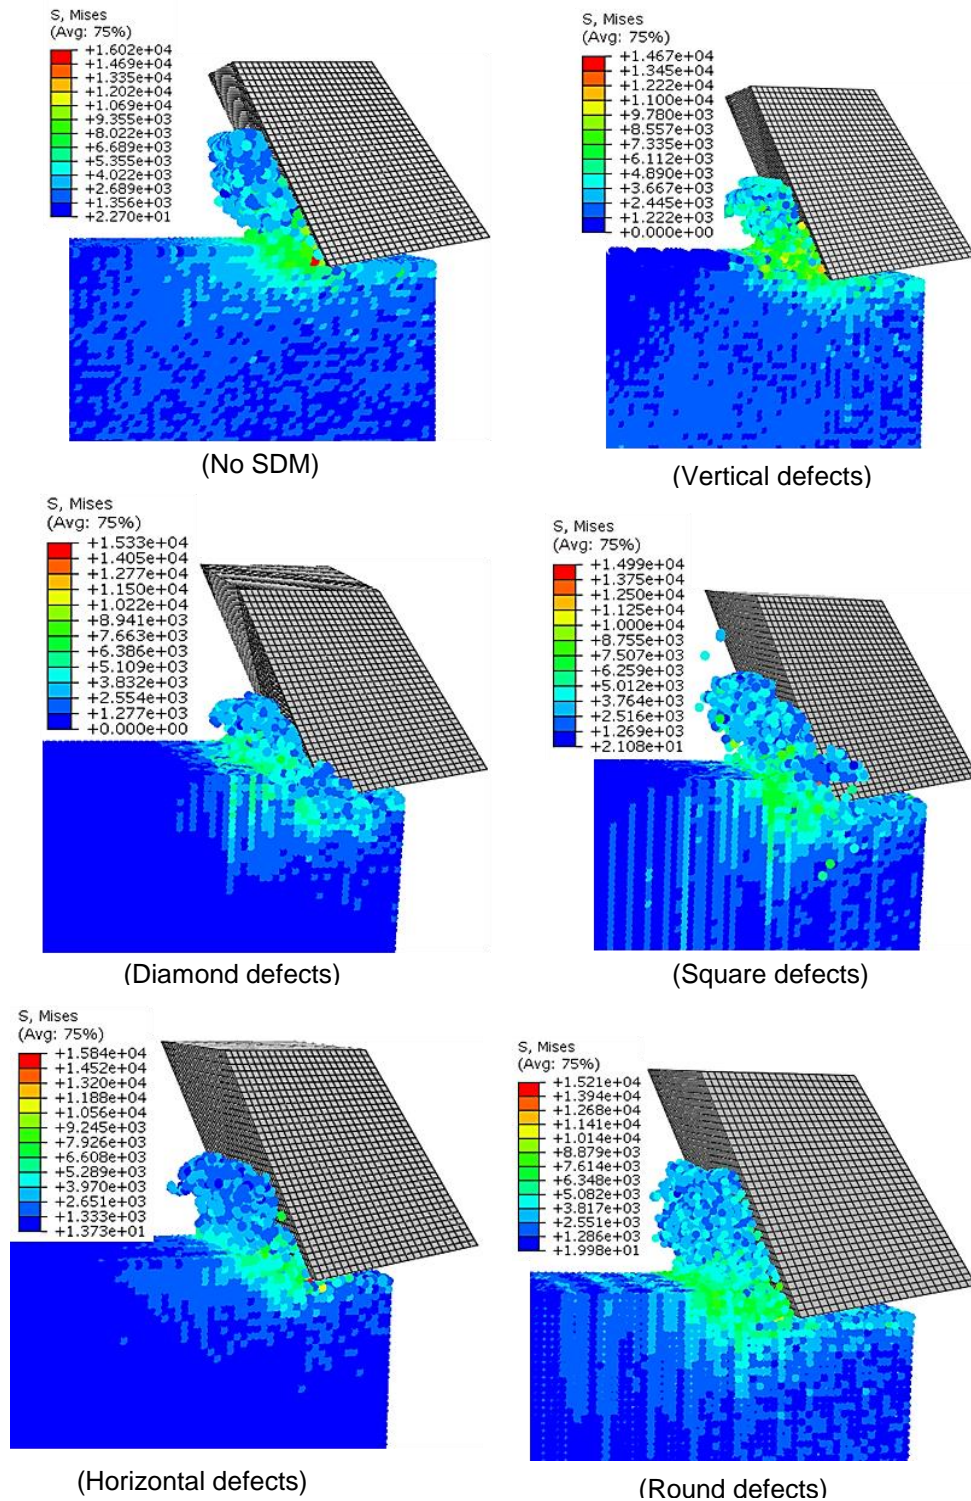 S, Mises
(Avg: 75%)
+1.602e+04
+1.469e+04
+1.335e+04
+1.202e+04
+1.069e+04
+9.355e+03
+8.022e+03
+6.689e+03
+5.355e+03
+4.022e+03
+2.689e+03
+1.356e+03
+2.270e+01
(No SDM)
S, Mises
(Avg: 75%)
+1.467e+04
+1.345e+04
+1.222e+04
+1.100e+04
+9.780e+03
+8.557e+03
+7.335e+03
+6.112e+03
+4.890e+03
+3.667e+03
+2.445e+03
+1.222e+03
+0.000e+00
(Vertical defects)
S, Mises
(Avg: 75%)
+1.533e+04
+1.405e+04
+1.277e+04
+1.150e+04
+1.022e+04
+8.941e+03
+7.663e+03
+6.386e+03
+5.109e+03
+3.832e+03
+2.554e+03
+1.277e+03
+0.000e+00
(Diamond defects)
S, Mises
(Avg: 75%)
+1.499e+04
+1.375e+04
+1.250e+04
+1.125e+04
+1.000e+04
+8.755e+03
+7.507e+03
+6.259e+03
+5.012e+03
+3.764e+03
+2.516e+03
+1.269e+03
+2.108e+01
(Square defects)
S, Mises
(Avg: 75%)
+1.584e+04
+1.452e+04
+1.320e+04
+1.188e+04
+1.056e+04
+9.245e+03
+7.926e+03
+6.608e+03
+5.289e+03
+3.970e+03
+2.651e+03
+1.333e+03
+1.373e+01
(Horizontal defects)
S, Mises
(Avg: 75%)
+1.521e+04
+1.394e+04
+1.268e+04
+1.141e+04
+1.014e+04
+8.879e+03
+7.614e+03
+6.348e+03
+5.082e+03
+3.817e+03
+2.551e+03
+1.286e+03
+1.998e+01
(Round defects)